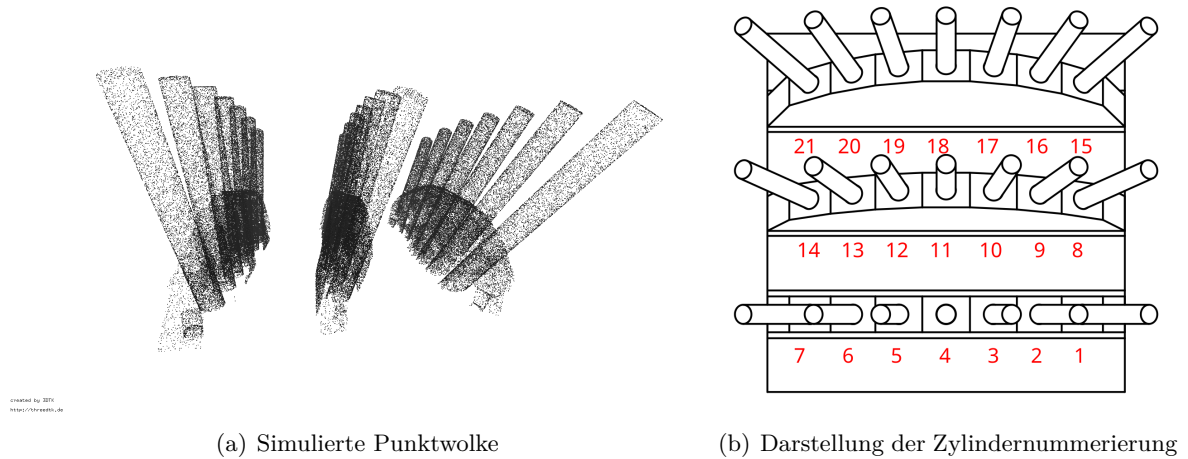 21 20 19 18 17 16 15
14 13 12 11 10 9 8
7 6 5 4 3 2 1
created by 3DTK
http://threedtk.de
(a) Simulierte Punktwolke
(b) Darstellung der Zylindernummerierung